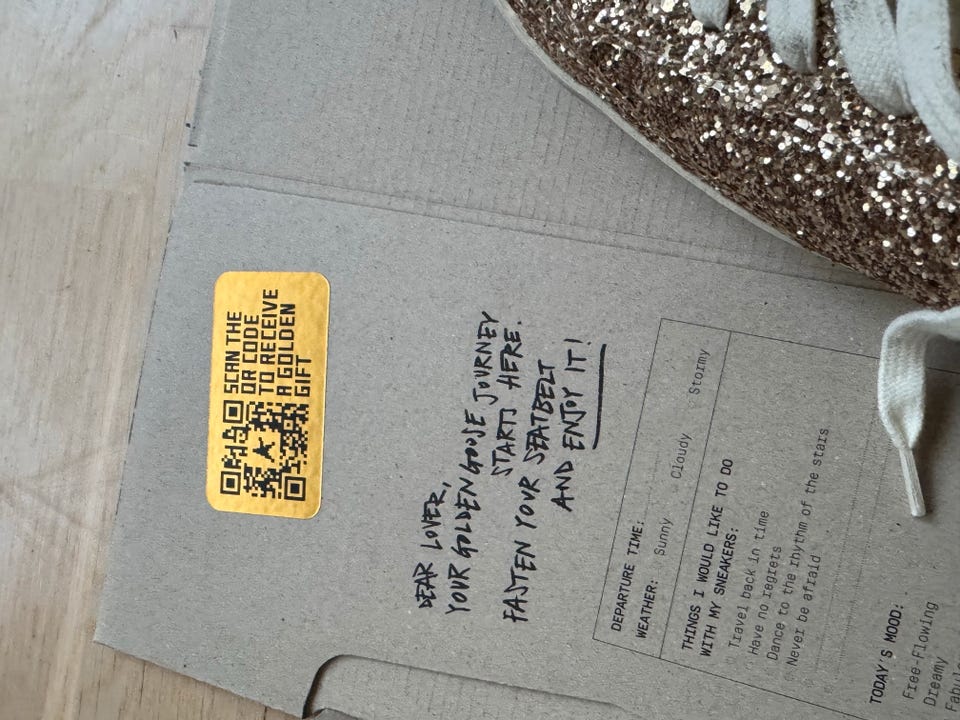 SCAN THE
QR CODE
TO RECEIVE
A GOLDEN
GIFT
DEAR LOVER,
YOUR GOLDEN GOOSE JOURNEY
STARTS HERE.
FASTEN YOUR SEATBELT
AND ENJOY IT!
DEPARTURE TIME:
WEATHER: Sunny Cloudy Stormy
THINGS I WOULD LIKE TO DO
WITH MY SNEAKERS:
Travel back in time
Have no regrets
Dance to the rhythm of the stars
Never be afraid
TODAY'S MOOD:
Free-Flowing
Dreamy